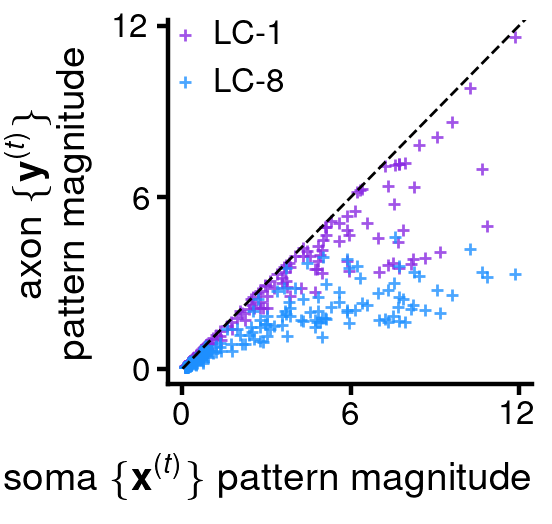 12
LC-1
LC-8
axon {𝐲⁽ᵗ⁾}
pattern magnitude
6
0
0 6 12
soma {𝐱⁽ᵗ⁾} pattern magnitude